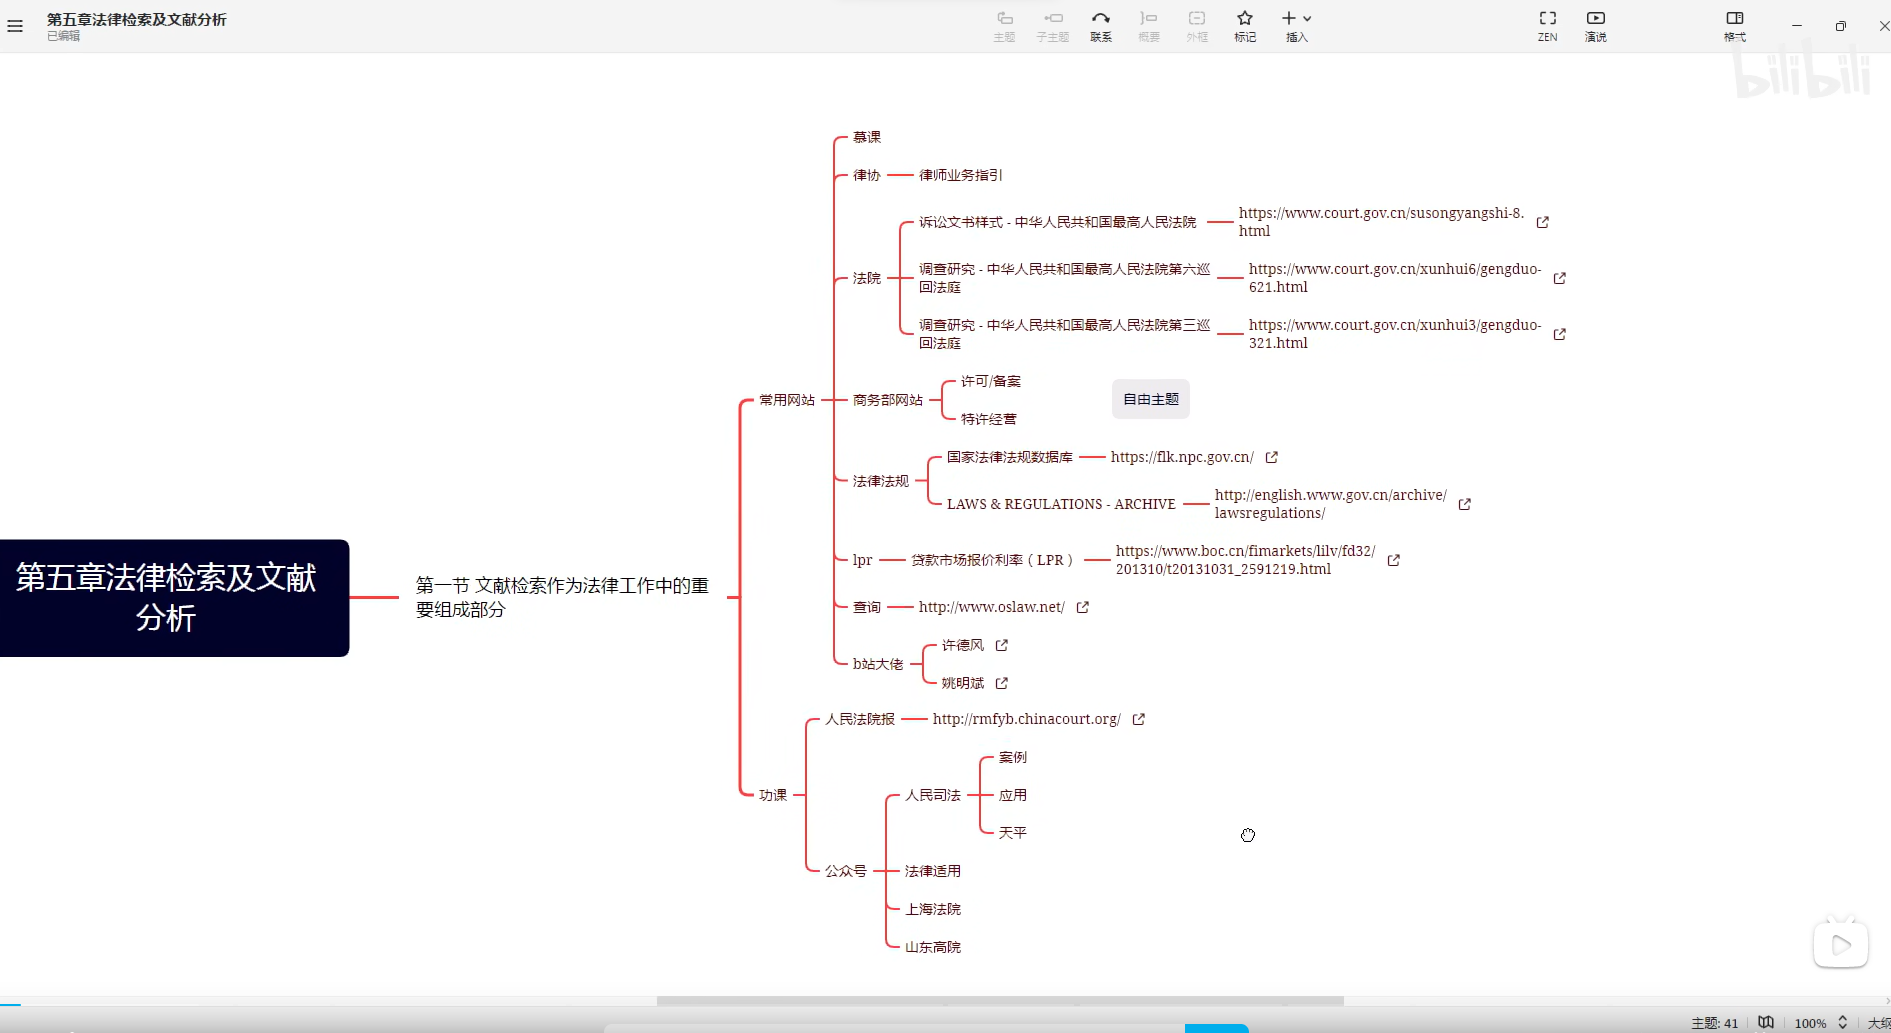 第五章法律检索及文献分析
已编辑
主题
子主题
联系
概要
外框
标记
插入
ZEN
演说
格式
bilibili
慕课
律协
律师业务指引
法院
诉讼文书样式 - 中华人民共和国最高人民法院
https://www.court.gov.cn/susongyangshi-8.
html
调查研究 - 中华人民共和国最高人民法院第六巡
回法庭
https://www.court.gov.cn/xunhui6/gengduo-
621.html
调查研究 - 中华人民共和国最高人民法院第三巡
回法庭
https://www.court.gov.cn/xunhui3/gengduo-
321.html
常用网站
商务部网站
许可/备案
特许经营
自由主题
法律法规
国家法律法规数据库
https://flk.npc.gov.cn/
LAWS & REGULATIONS - ARCHIVE
http://english.www.gov.cn/archive/
lawsregulations/
lpr
贷款市场报价利率（LPR）
https://www.boc.cn/fimarkets/lilv/fd32/
201310/t20131031_2591219.html
第五章法律检索及文献
分析
第一节 文献检索作为法律工作中的重
要组成部分
查询
http://www.oslaw.net/
b站大佬
许德风
姚明斌
功课
人民法院报
http://rmfyb.chinacourt.org/
公众号
人民司法
案例
应用
天平
法律适用
上海法院
山东高院
主题: 41
100%
大纲